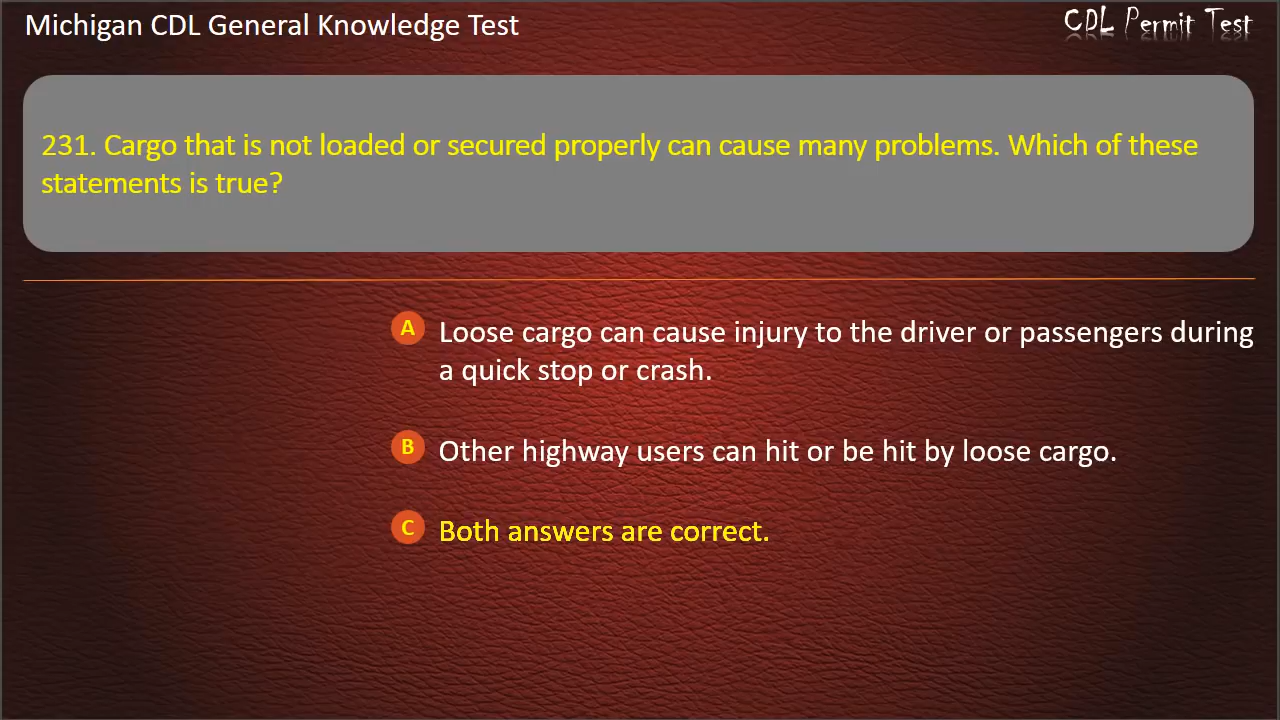 Michigan CDL General Knowledge Test
CDL Permit Test
231. Cargo that is not loaded or secured properly can cause many problems. Which of these
statements is true?
A Loose cargo can cause injury to the driver or passengers during
a quick stop or crash.
B Other highway users can hit or be hit by loose cargo.
C Both answers are correct.